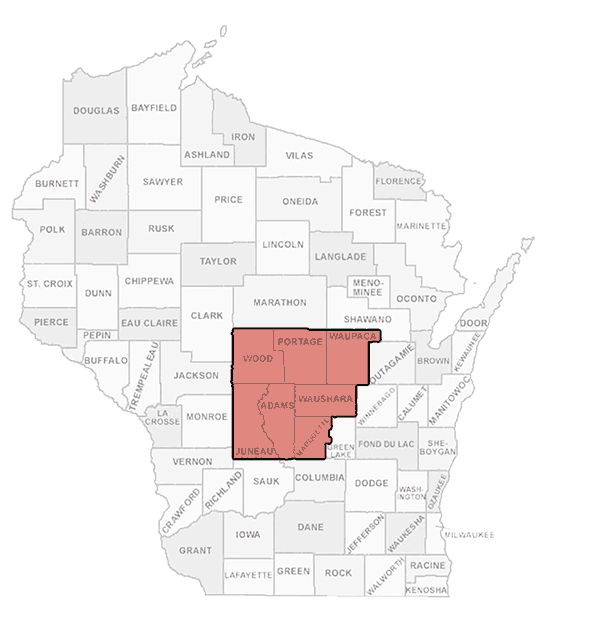 DOUGLAS
BAYFIELD
IRON
ASHLAND
VILAS
WASHBURN
BURNETT
SAWYER
FLORENCE
PRICE
ONEIDA
FOREST
POLK
BARRON
RUSK
MARINETTE
LINCOLN
TAYLOR
LANGLADE
ST. CROIX
DUNN
CHIPPEWA
MENO-
MINEE
OCONTO
MARATHON
CLARK
SHAWANO
DOOR
PIERCE
PEPIN
EAU CLAIRE
WOOD
PORTAGE
WAUPACA
KEWAUNEE
BUFFALO
TREMPEALEAU
JACKSON
OUTAGAMIE
BROWN
LA
CROSSE
MONROE
ADAMS
WAUSHARA
WINNEBAGO
CALUMET
MANITOWOC
JUNEAU
MARQUETTE
GREEN
LAKE
FOND DU LAC
SHE-
BOYGAN
VERNON
CRAWFORD
RICHLAND
SAUK
COLUMBIA
DODGE
WASH-
INGTON
OZAUKEE
GRANT
IOWA
DANE
JEFFERSON
WAUKESHA
MILWAUKEE
LAFAYETTE
GREEN
ROCK
WALWORTH
RACINE
KENOSHA